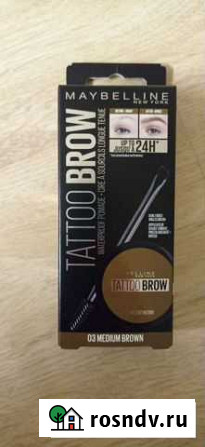 MAYBELLINE
NEW YORK
UP TO
JUSQU'À 24H*
TATTOO BROW
WATERPROOF POMADE • CIRE À SOURCILS LONGUE TENUE
TATTOO BROW
03 MEDIUM BROWN
rosndv.ru